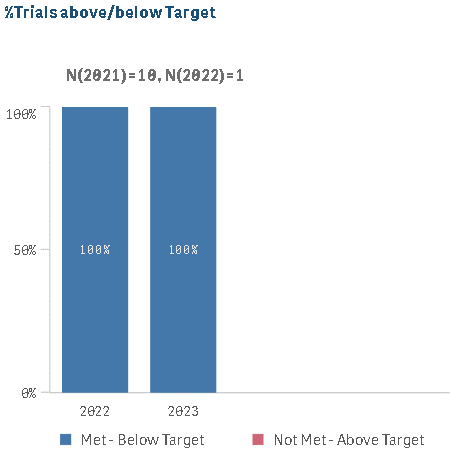 %Trials above/below Target
N(2021)=10, N(2022)=1
100%
50%
0%
100%
100%
2022
2023
Met - Below Target
Not Met - Above Target